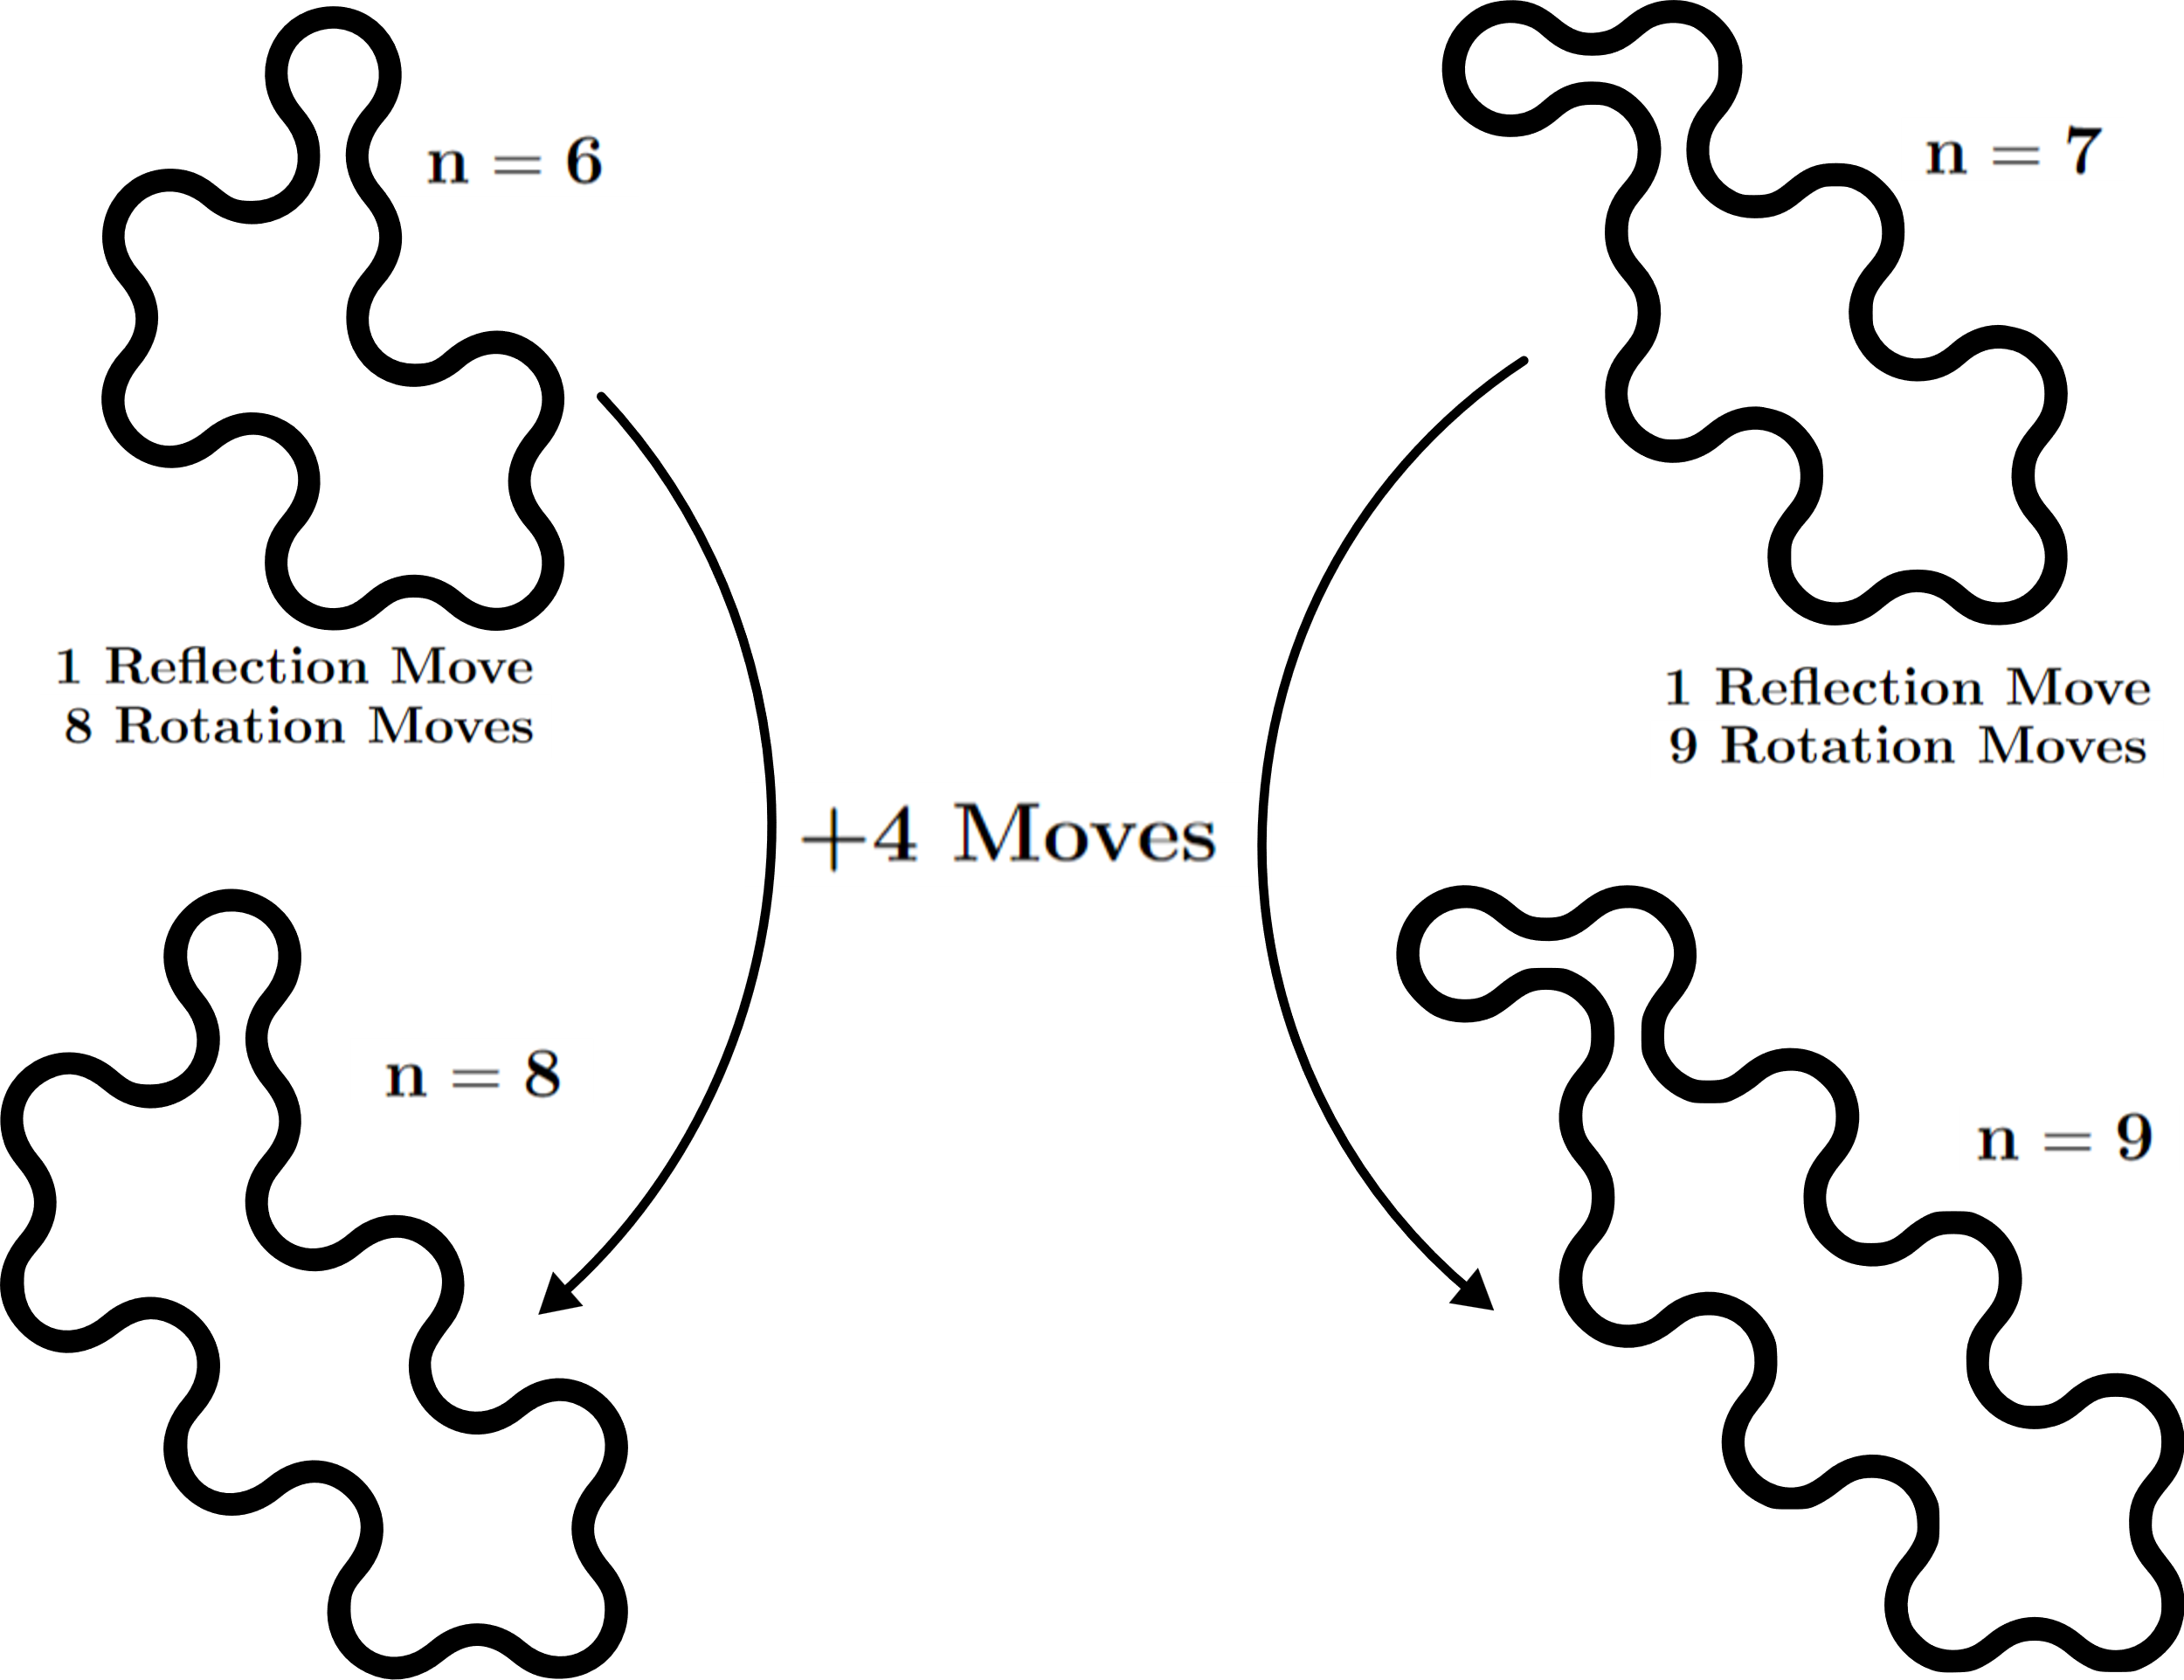 n = 6
n = 7
1 Reflection Move
8 Rotation Moves
1 Reflection Move
9 Rotation Moves
+4 Moves
n = 8
n = 9